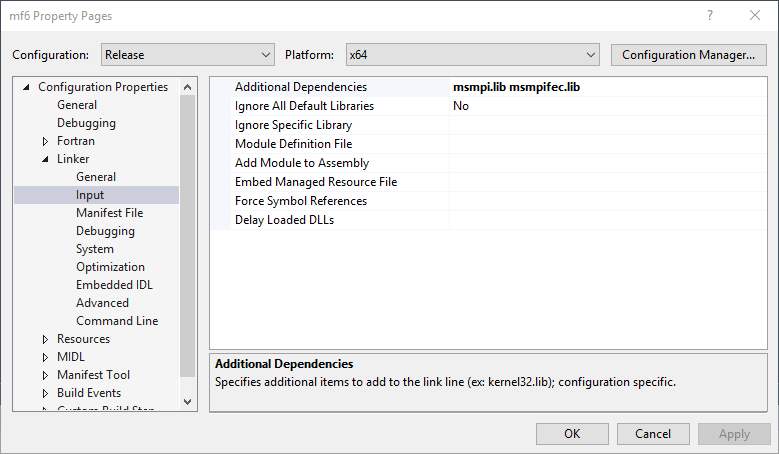 mf6 Property Pages
?
Configuration: Release Platform: x64 Configuration Manager...
Configuration Properties
General
Debugging
Fortran
Linker
General
Input
Manifest File
Debugging
System
Optimization
Embedded IDL
Advanced
Command Line
Resources
MIDL
Manifest Tool
Build Events
Custom Build Step
Additional Dependencies msmpi.lib msmpifec.lib
Ignore All Default Libraries No
Ignore Specific Library
Module Definition File
Add Module to Assembly
Embed Managed Resource File
Force Symbol References
Delay Loaded DLLs
Additional Dependencies
Specifies additional items to add to the link line (ex: kernel32.lib); configuration specific.
OK Cancel Apply